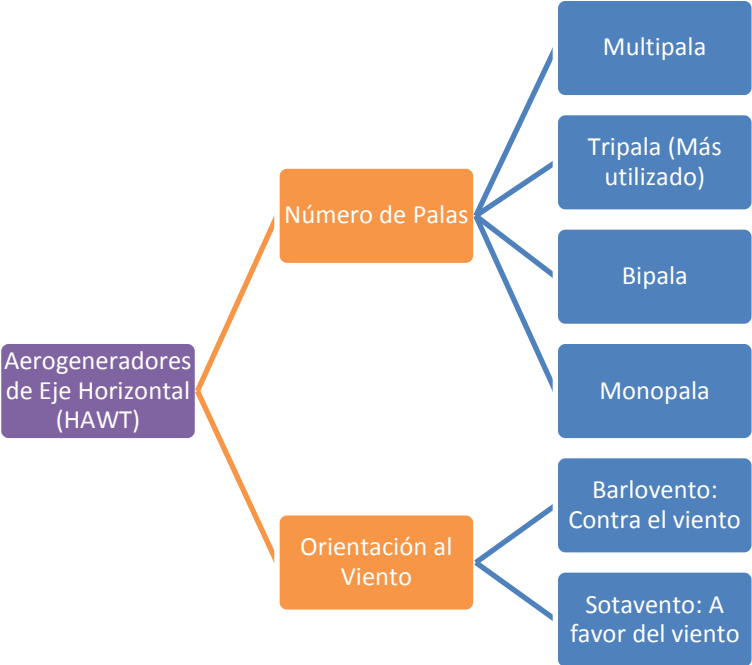 Aerogeneradores
de Eje Horizontal
(HAWT)
Número de Palas
Multipala
Tripala (Más
utilizado)
Bipala
Monopala
Orientación al
Viento
Barlovento:
Contra el viento
Sotavento: A
favor del viento